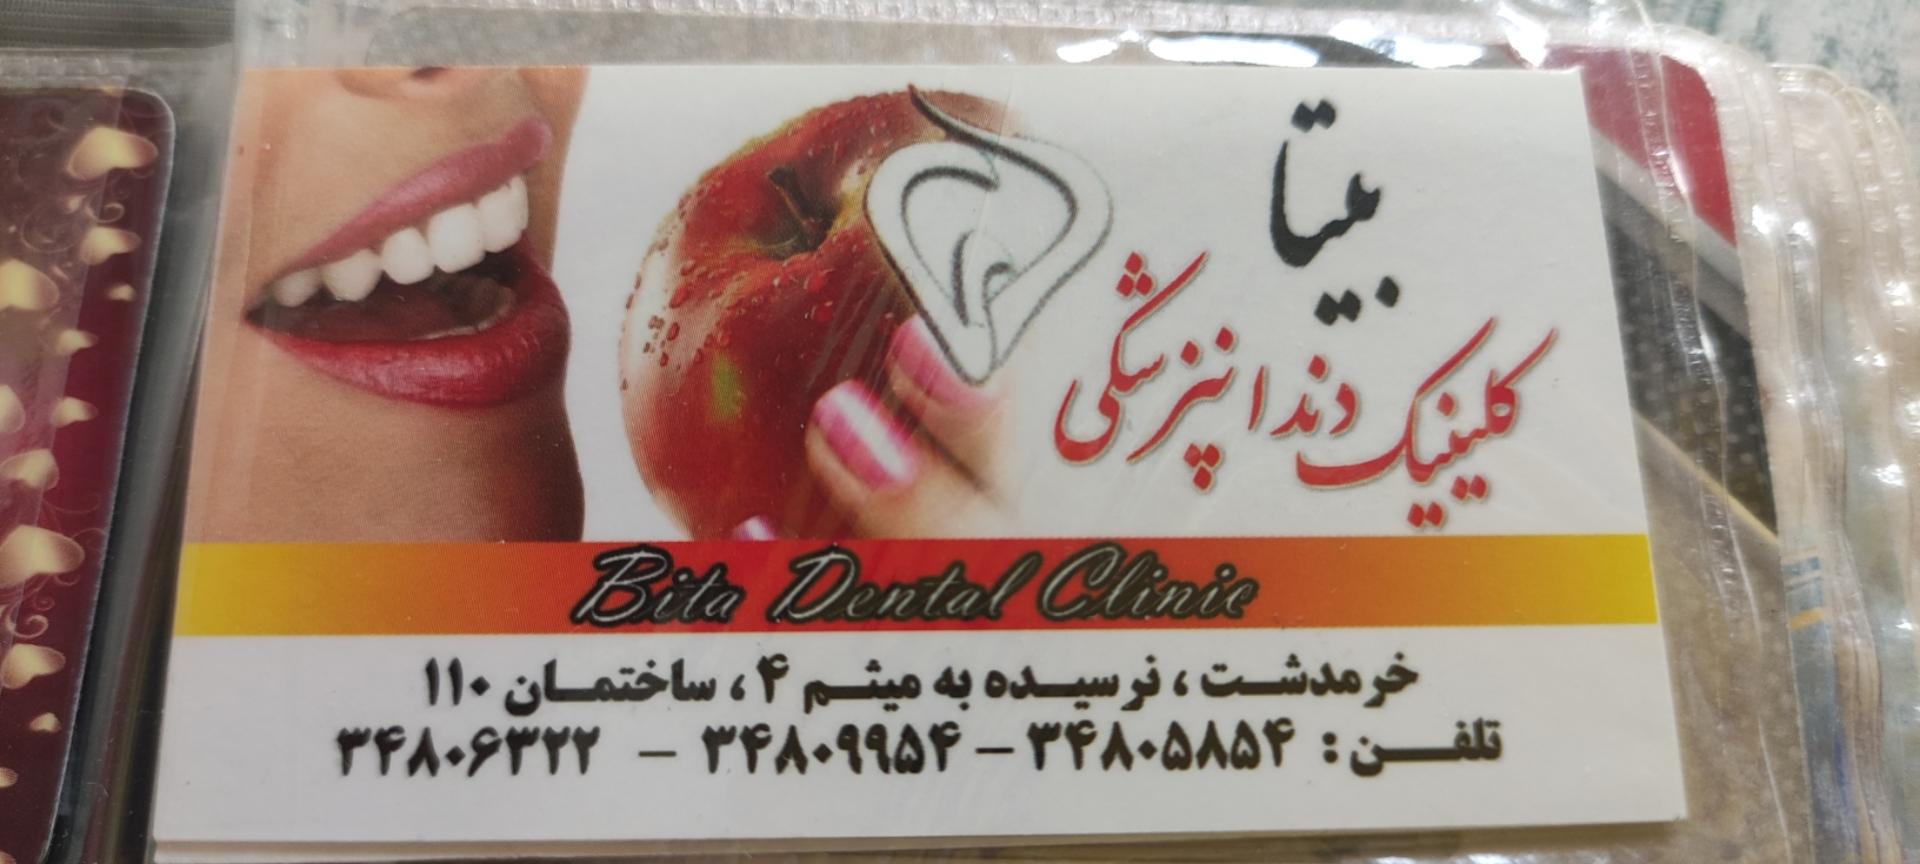 بیتا
کلینیک دندانپزشکی
Bita Dental Clinic
خرمدشت ، نرسیده به میثم ۴ ، ساختمان ۱۱۰
تلفن : ۳۴۸۰۵۸۵۴ - ۳۴۸۰۹۹۵۴ - ۳۴۸۰۶۳۲۲